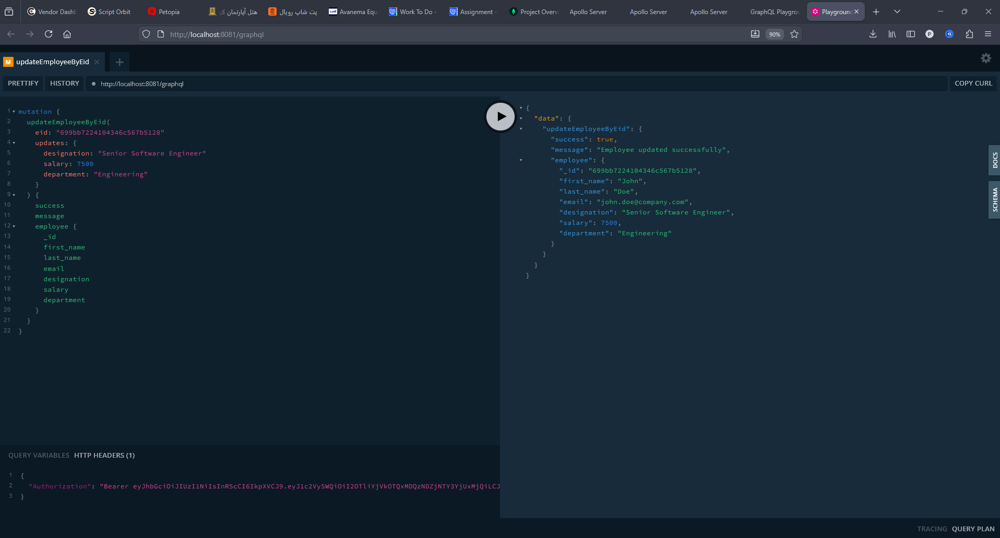 Vendor Dashb
Script Orbit
Petopia
هتل آپارتمان کـ
پت شاپ رویال
Avanema Equ
Work To Do -
Assignment -
Project Overvi
Apollo Server
Apollo Server
Apollo Server
GraphQL Playgrou
Playground
http://localhost:8081/graphql
90%
P
M updateEmployeeByEid
PRETTIFY
HISTORY
http://localhost:8081/graphql
COPY CURL
1 mutation {
2 updateEmployeeByEid(
3 eid: "699bb7224104346c567b5128"
4 updates: {
5 designation: "Senior Software Engineer"
6 salary: 7500
7 department: "Engineering"
8 }
9 ) {
10 success
11 message
12 employee {
13 _id
14 first_name
15 last_name
16 email
17 designation
18 salary
19 department
20 }
21 }
22 }
{
"data": {
"updateEmployeeByEid": {
"success": true,
"message": "Employee updated successfully",
"employee": {
"_id": "699bb7224104346c567b5128",
"first_name": "John",
"last_name": "Doe",
"email": "john.doe@company.com",
"designation": "Senior Software Engineer",
"salary": 7500,
"department": "Engineering"
}
}
}
}
DOCS
SCHEMA
QUERY VARIABLES
HTTP HEADERS (1)
1 {
2 "Authorization": "Bearer eyJhbGciOiJIUzI1NiIsInR5cCI6IkpXVCJ9.eyJ1c2VySWQiOiI2OTliYjVkOTQxMDQzNDZjNTY3YjUxMjQiLCJ
3 }
TRACING
QUERY PLAN